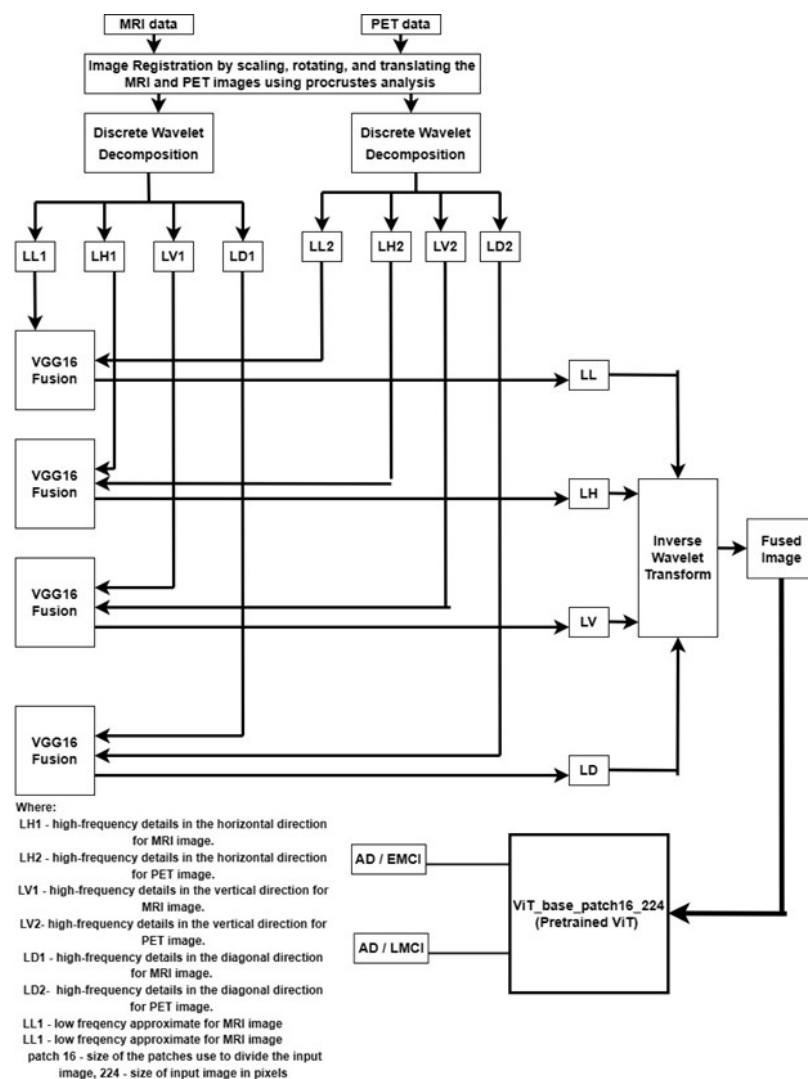 MRI data
PET data
Image Registration by scaling, rotating, and translating the
MRI and PET images using procrustes analysis
Discrete Wavelet
Decomposition
Discrete Wavelet
Decomposition
LL1
LH1
LV1
LD1
LL2
LH2
LV2
LD2
VGG16
Fusion
LL
VGG16
Fusion
LH
Inverse
Wavelet
Transform
Fused
Image
VGG16
Fusion
LV
VGG16
Fusion
LD
Where:
LH1 - high-frequency details in the horizontal direction
for MRI image.
LH2 - high-frequency details in the horizontal direction
for PET image.
LV1 - high-frequency details in the vertical direction for
MRI image.
LV2- high-frequency details in the vertical direction for
PET image.
LD1 - high-frequency details in the diagonal direction
for MRI image.
LD2- high-frequency details in the diagonal direction
for PET image.
LL1 - low freqency approximate for MRI image
LL1 - low freqency approximate for MRI image
patch 16 - size of the patches use to divide the input
image, 224 - size of input image in pixels
AD / EMCI
AD / LMCI
ViT_base_patch16_224
(Pretrained ViT)